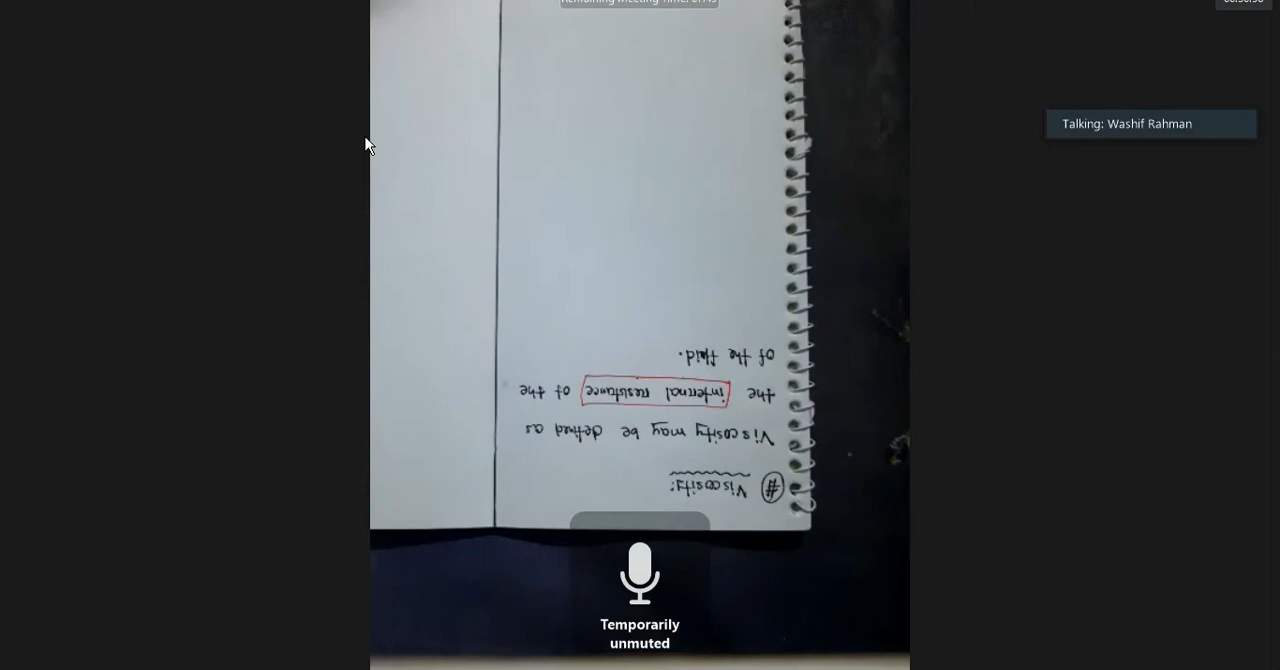 Talking: Washif Rahman
# Viscosity:
Viscosity may be defined as
the internal resistance of the
of the fluid.
Temporarily
unmuted